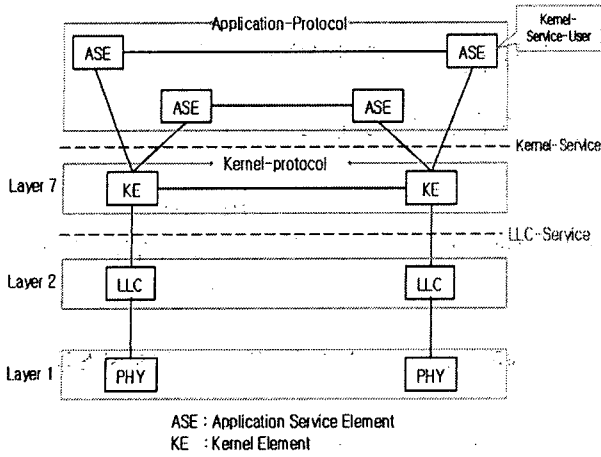 Application-Protocol
Kernel-
Service-User
ASE
ASE
ASE
ASE
Kernel-Service
Kernel-protocol
Layer 7
KE
KE
LLC-Service
Layer 2
LLC
LLC
Layer 1
PHY
PHY
ASE : Application Service Element
KE : Kernel Element